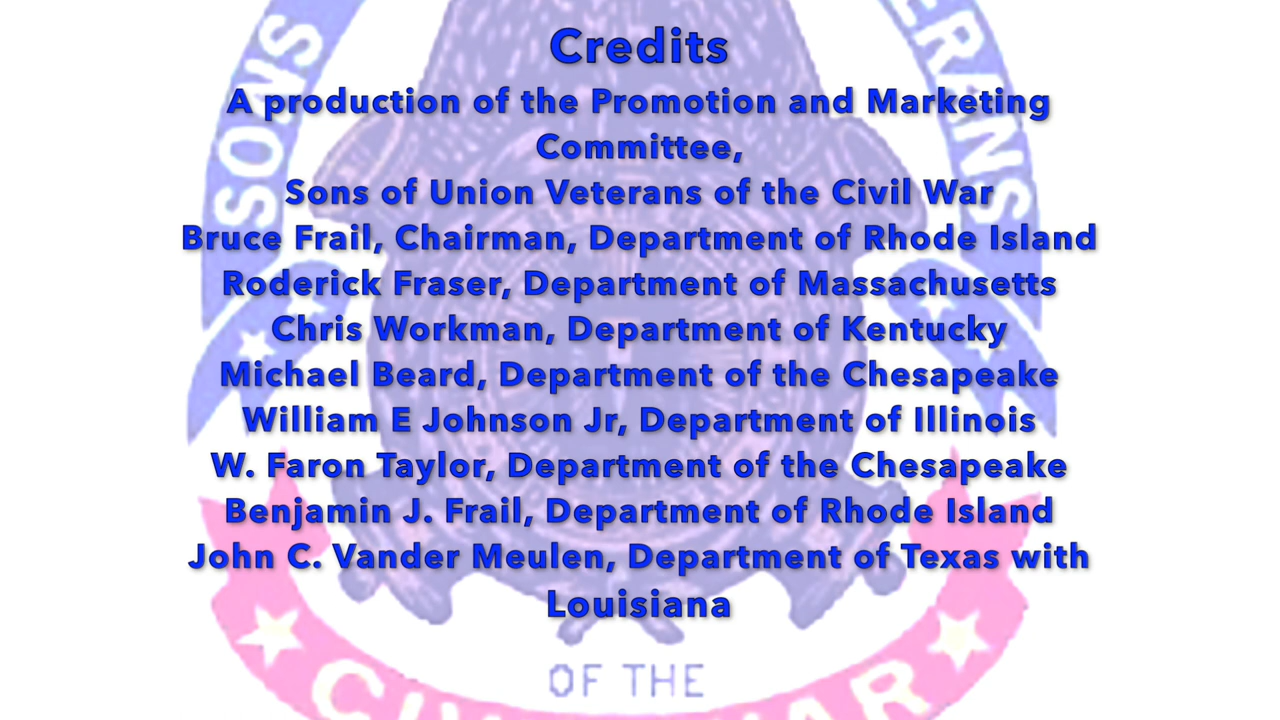 Credits
A production of the Promotion and Marketing
Committee,
Sons of Union Veterans of the Civil War
Bruce Frail, Chairman, Department of Rhode Island
Roderick Fraser, Department of Massachusetts
Chris Workman, Department of Kentucky
Michael Beard, Department of the Chesapeake
William E Johnson Jr, Department of Illinois
W. Faron Taylor, Department of the Chesapeake
Benjamin J. Frail, Department of Rhode Island
John C. Vander Meulen, Department of Texas with
Louisiana
SONS
OF THE